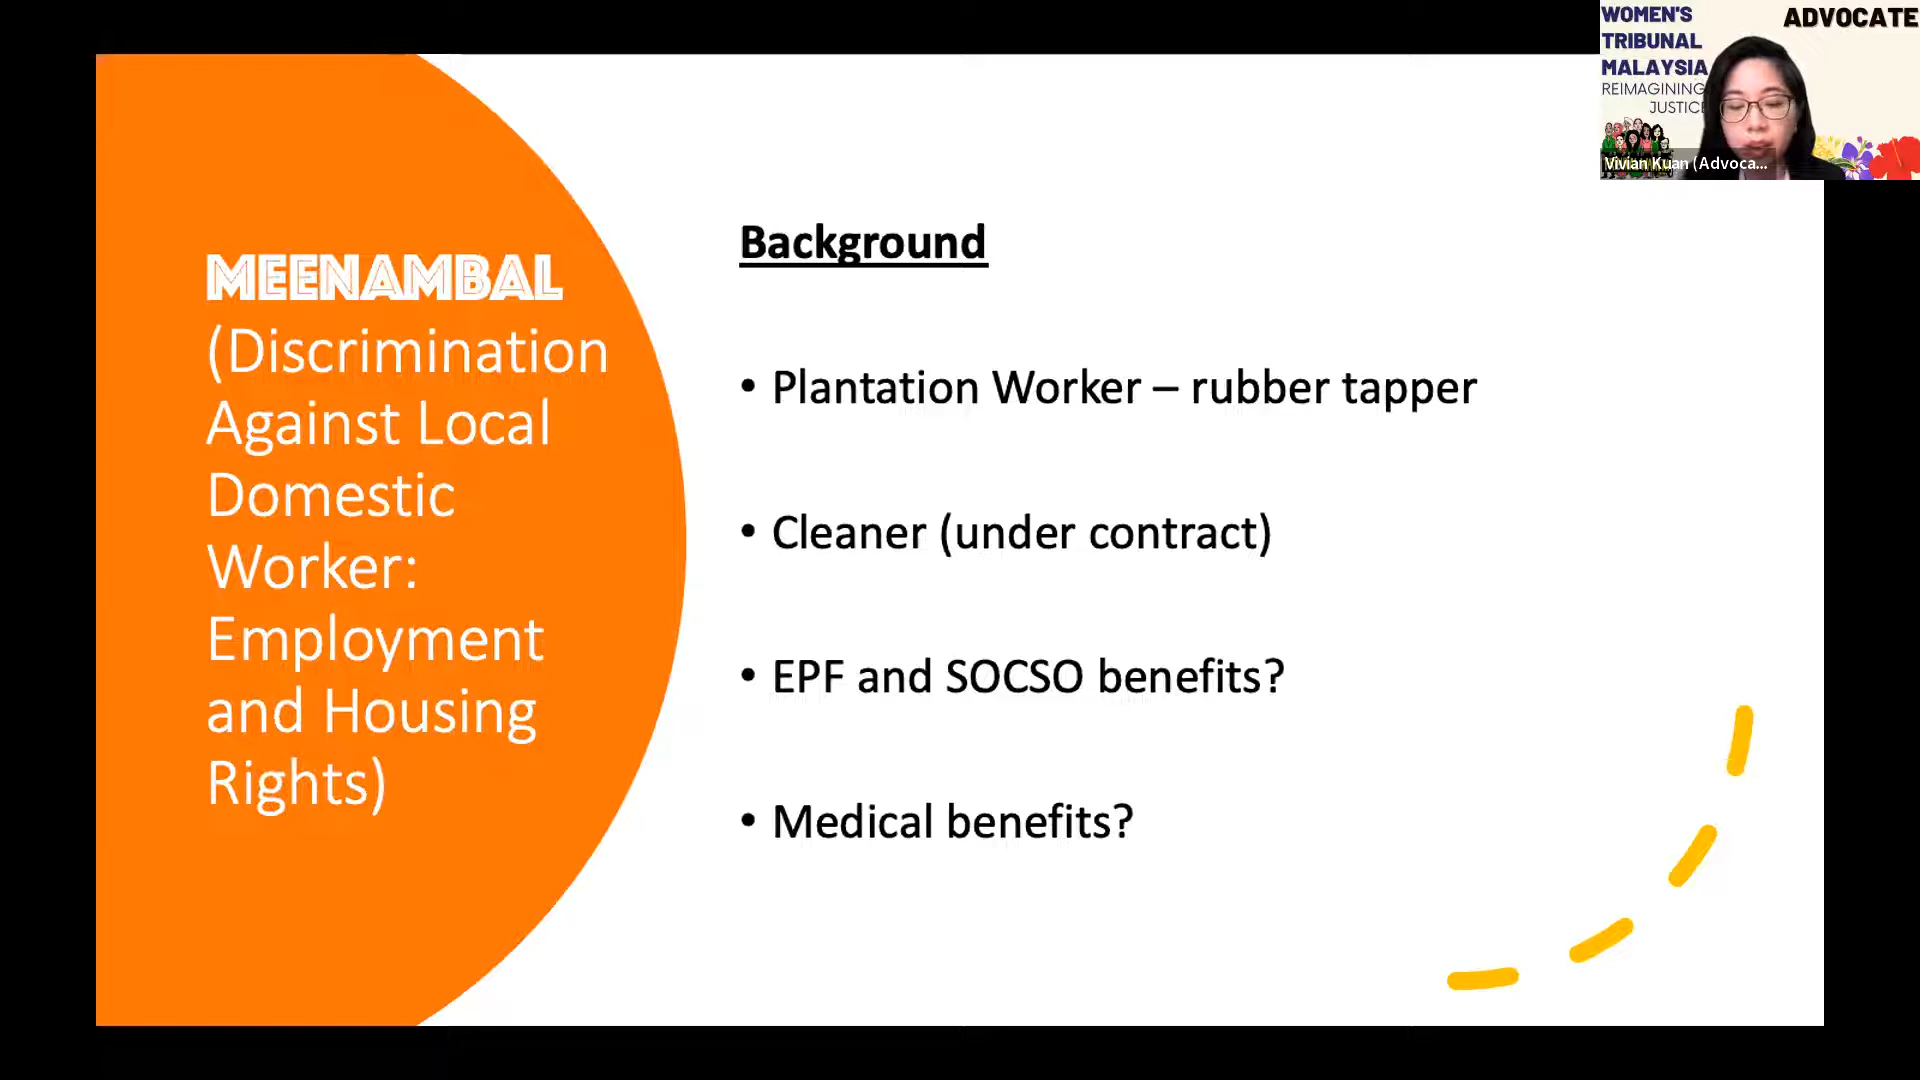 WOMEN'S
TRIBUNAL
MALAYSIA
REIMAGINING
JUSTICE
ADVOCATE
Vivian Kuan (Advoca...
MEENAMBAL
(Discrimination
Against Local
Domestic
Worker:
Employment
and Housing
Rights)
Background
• Plantation Worker – rubber tapper
• Cleaner (under contract)
• EPF and SOCSO benefits?
• Medical benefits?